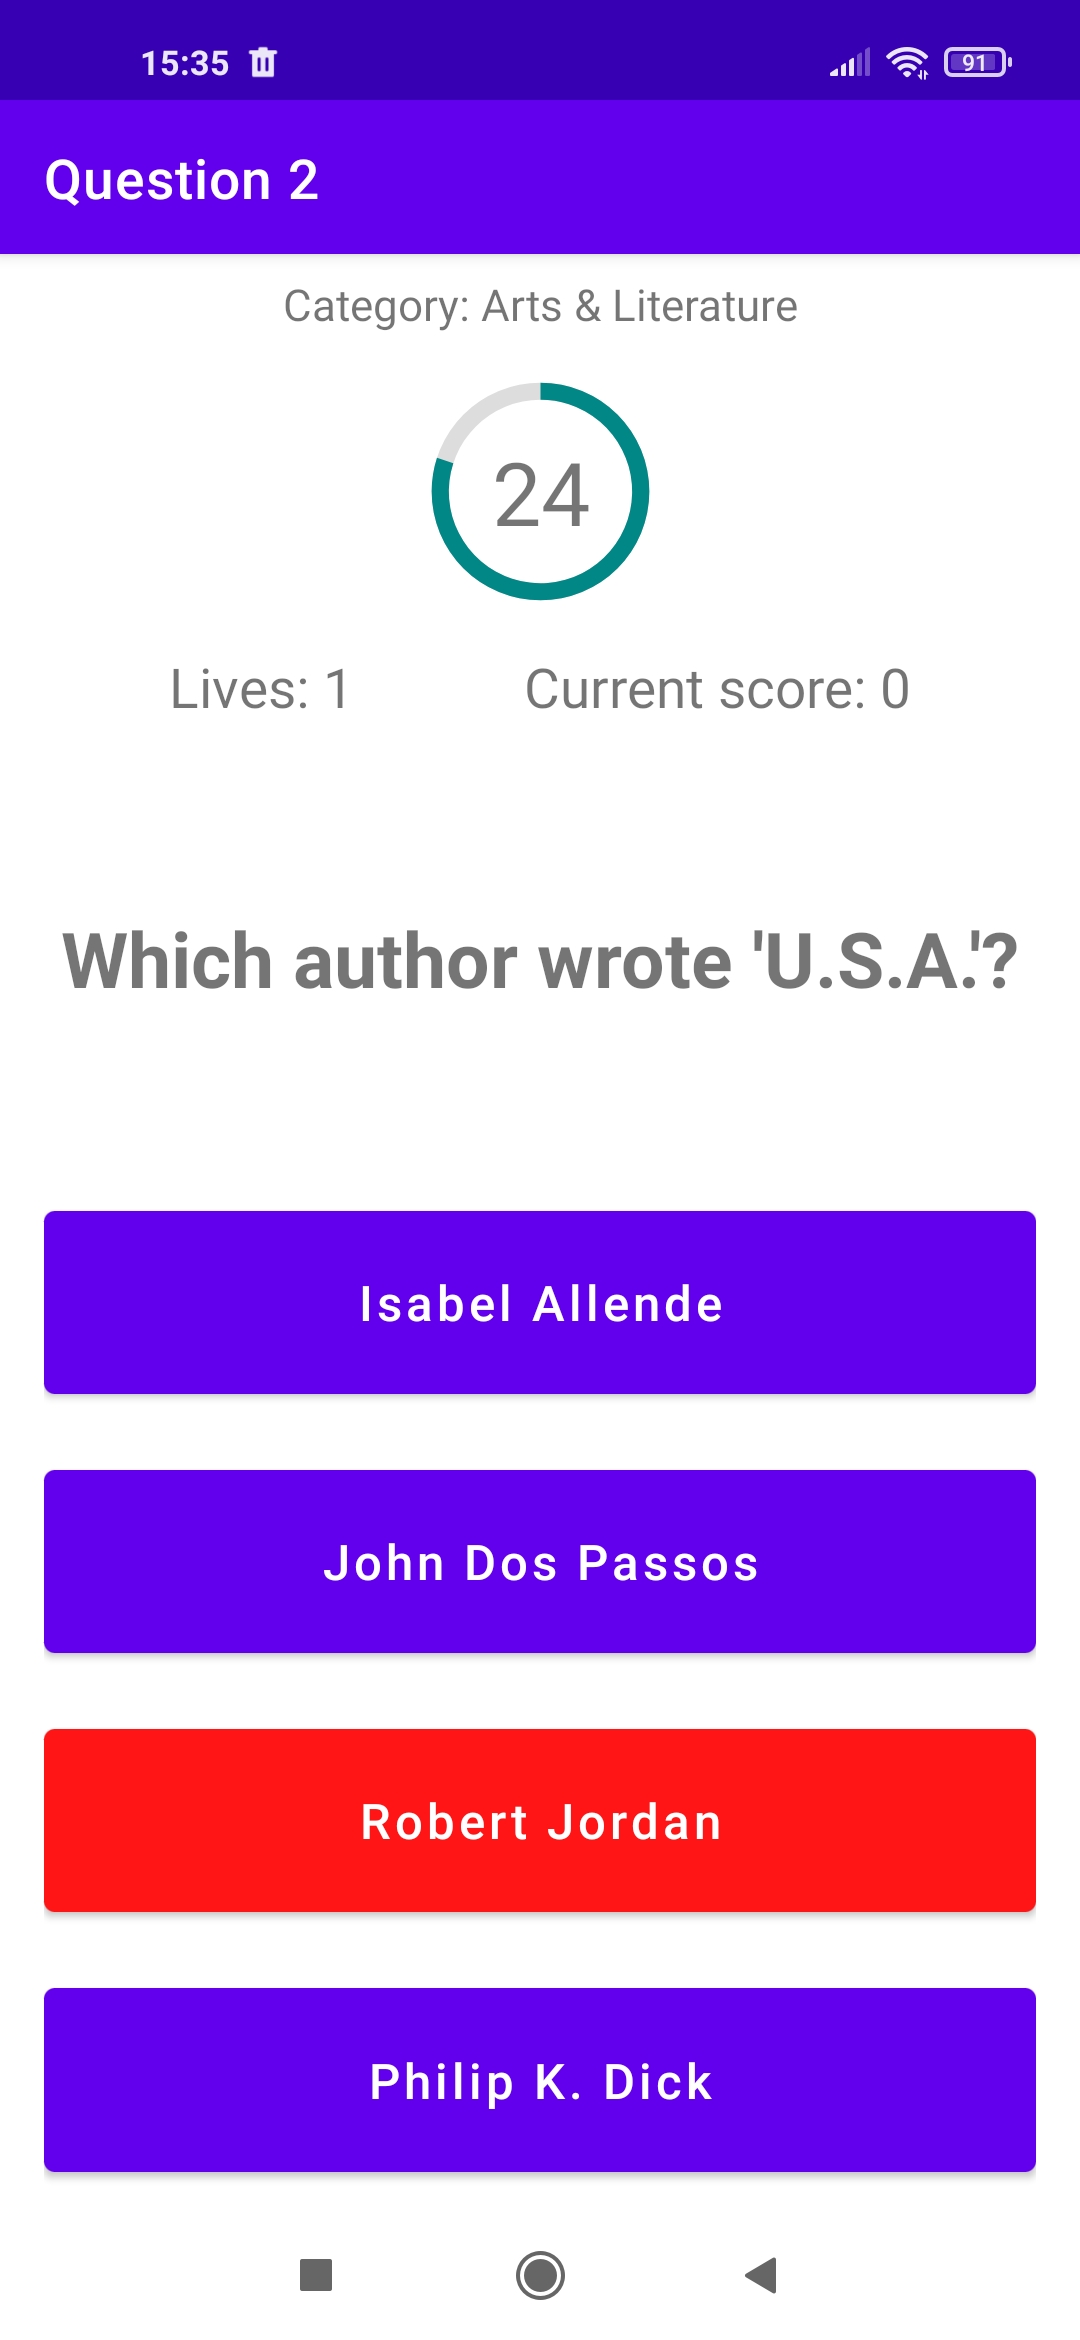 15:35
91
Question 2
Category: Arts & Literature
24
Lives: 1
Current score: 0
Which author wrote 'U.S.A.'?
Isabel Allende
John Dos Passos
Robert Jordan
Philip K. Dick